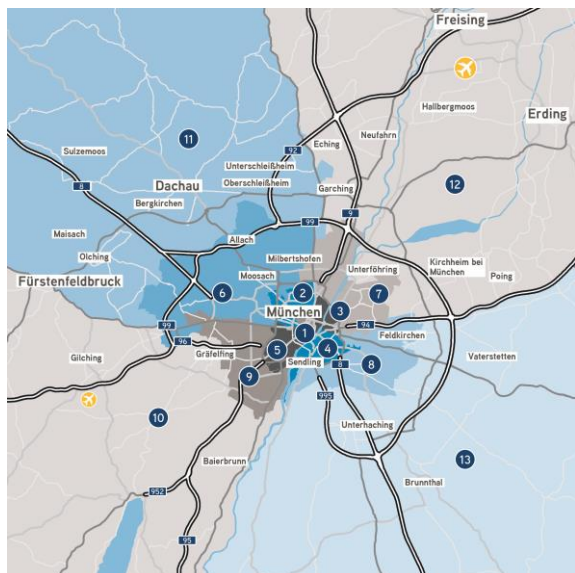 Freising
Hallbergmoos
Erding
11
Neufahrn
Sulzemoos
Eching
92
Unterschleißheim
12
8
Dachau
Oberschleißheim
Garching
Bergkirchen
9
99
Maisach
Allach
Olching
Milbertshofen
Kirchheim bei
München
Unterföhring
Moosach
Poing
Fürstenfeldbruck
6
2
7
München
3
99
94
1
Feldkirchen
96
Gilching
Gräfelfing
5
4
Vaterstetten
Sendling
8
8
9
995
10
Unterhaching
Baierbrunn
13
Brunnthal
952
95